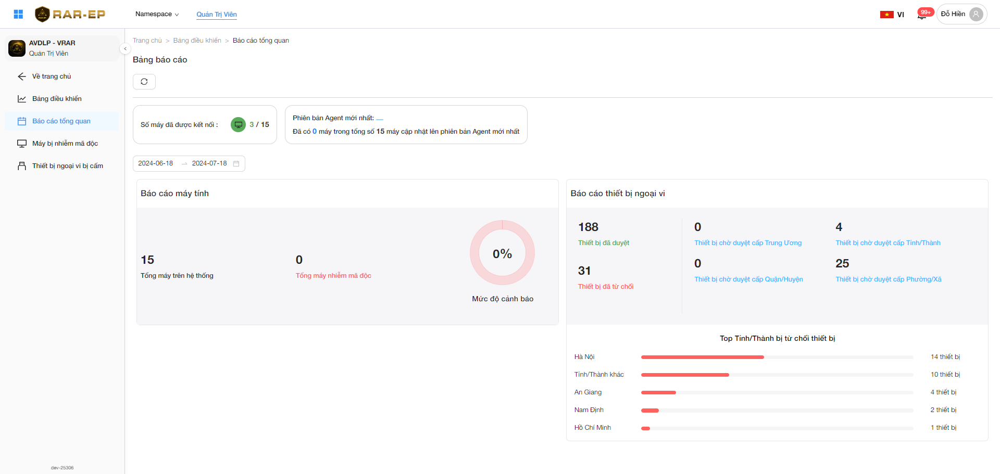 RAR-EP
Namespace
Quản Trị Viên
VI
99+
Đỗ Hiền
AVDLP - VRAR
Quản Trị Viên
Về trang chủ
Bảng điều khiển
Báo cáo tổng quan
Máy bị nhiễm mã độc
Thiết bị ngoại vi bị cấm
dev-25306
Trang chủ > Bảng điều khiển > Báo cáo tổng quan
Bảng báo cáo
Số máy đã được kết nối : 3 / 15
Phiên bản Agent mới nhất: __
Đã có 0 máy trong tổng số 15 máy cập nhật lên phiên bản Agent mới nhất
2024-06-18 → 2024-07-18
Báo cáo máy tính
15
Tổng máy trên hệ thống
0
Tổng máy nhiễm mã độc
0%
Mức độ cảnh báo
Báo cáo thiết bị ngoại vi
188
Thiết bị đã duyệt
31
Thiết bị đã từ chối
0
Thiết bị chờ duyệt cấp Trung Ương
4
Thiết bị chờ duyệt cấp Tỉnh/Thành
0
Thiết bị chờ duyệt cấp Quận/Huyện
25
Thiết bị chờ duyệt cấp Phường/Xã
Top Tỉnh/Thành bị từ chối thiết bị
Hà Nội 14 thiết bị
Tỉnh/Thành khác 10 thiết bị
An Giang 4 thiết bị
Nam Định 2 thiết bị
Hồ Chí Minh 1 thiết bị